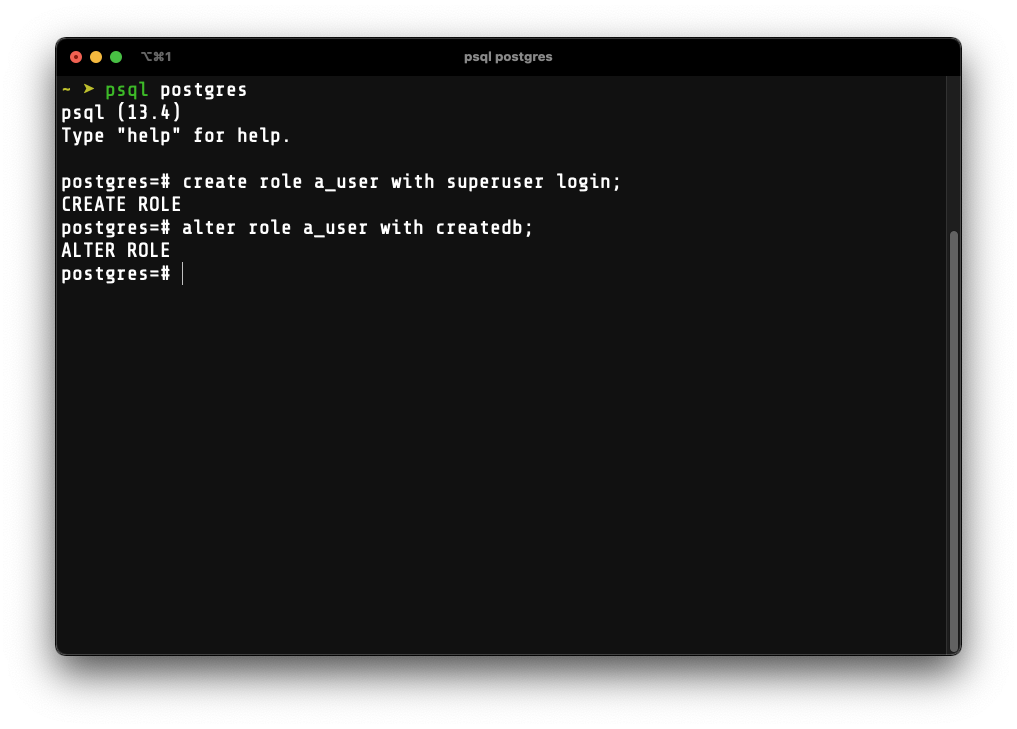 ⌥⌘1 psql postgres
~ ➤ psql postgres
psql (13.4)
Type "help" for help.
postgres=# create role a_user with superuser login;
CREATE ROLE
postgres=# alter role a_user with createdb;
ALTER ROLE
postgres=#